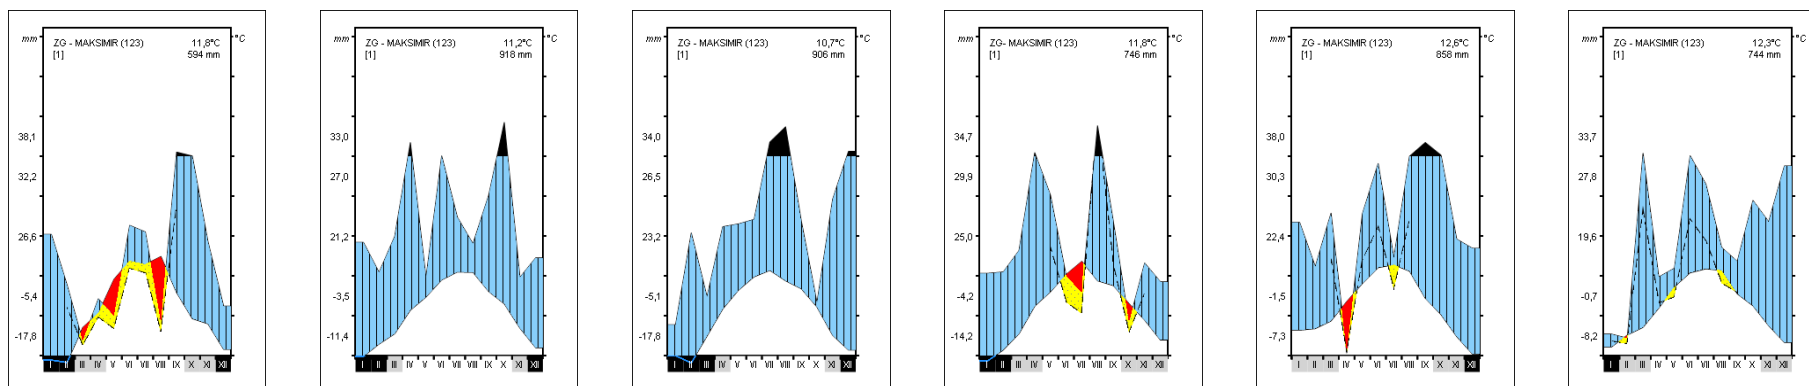 mm ZG - MAKSIMIR (123) 11,8°C °C
[1] 594 mm
38,1
32,2
26,6
-5,4
-17,8
I II III IV V VI VII VIII IX X XI XII
mm ZG - MAKSIMIR (123) 11,2°C °C
[1] 918 mm
33,0
27,0
21,2
-3,5
-11,4
I II III IV V VI VII VIII IX X XI XII
mm ZG - MAKSIMIR (123) 10,7°C °C
[1] 906 mm
34,0
26,5
23,2
-5,1
-17,8
I II III IV V VI VII VIII IX X XI XII
mm ZG - MAKSIMIR (123) 11,8°C °C
[1] 746 mm
34,7
29,9
25,0
-4,2
-14,2
I II III IV V VI VII VIII IX X XI XII
mm ZG - MAKSIMIR (123) 12,6°C °C
[1] 858 mm
38,0
30,3
22,4
-1,5
-7,3
I II III IV V VI VII VIII IX X XI XII
mm ZG - MAKSIMIR (123) 12,3°C °C
[1] 744 mm
33,7
27,8
19,6
-0,7
-8,2
I II III IV V VI VII VIII IX X XI XII